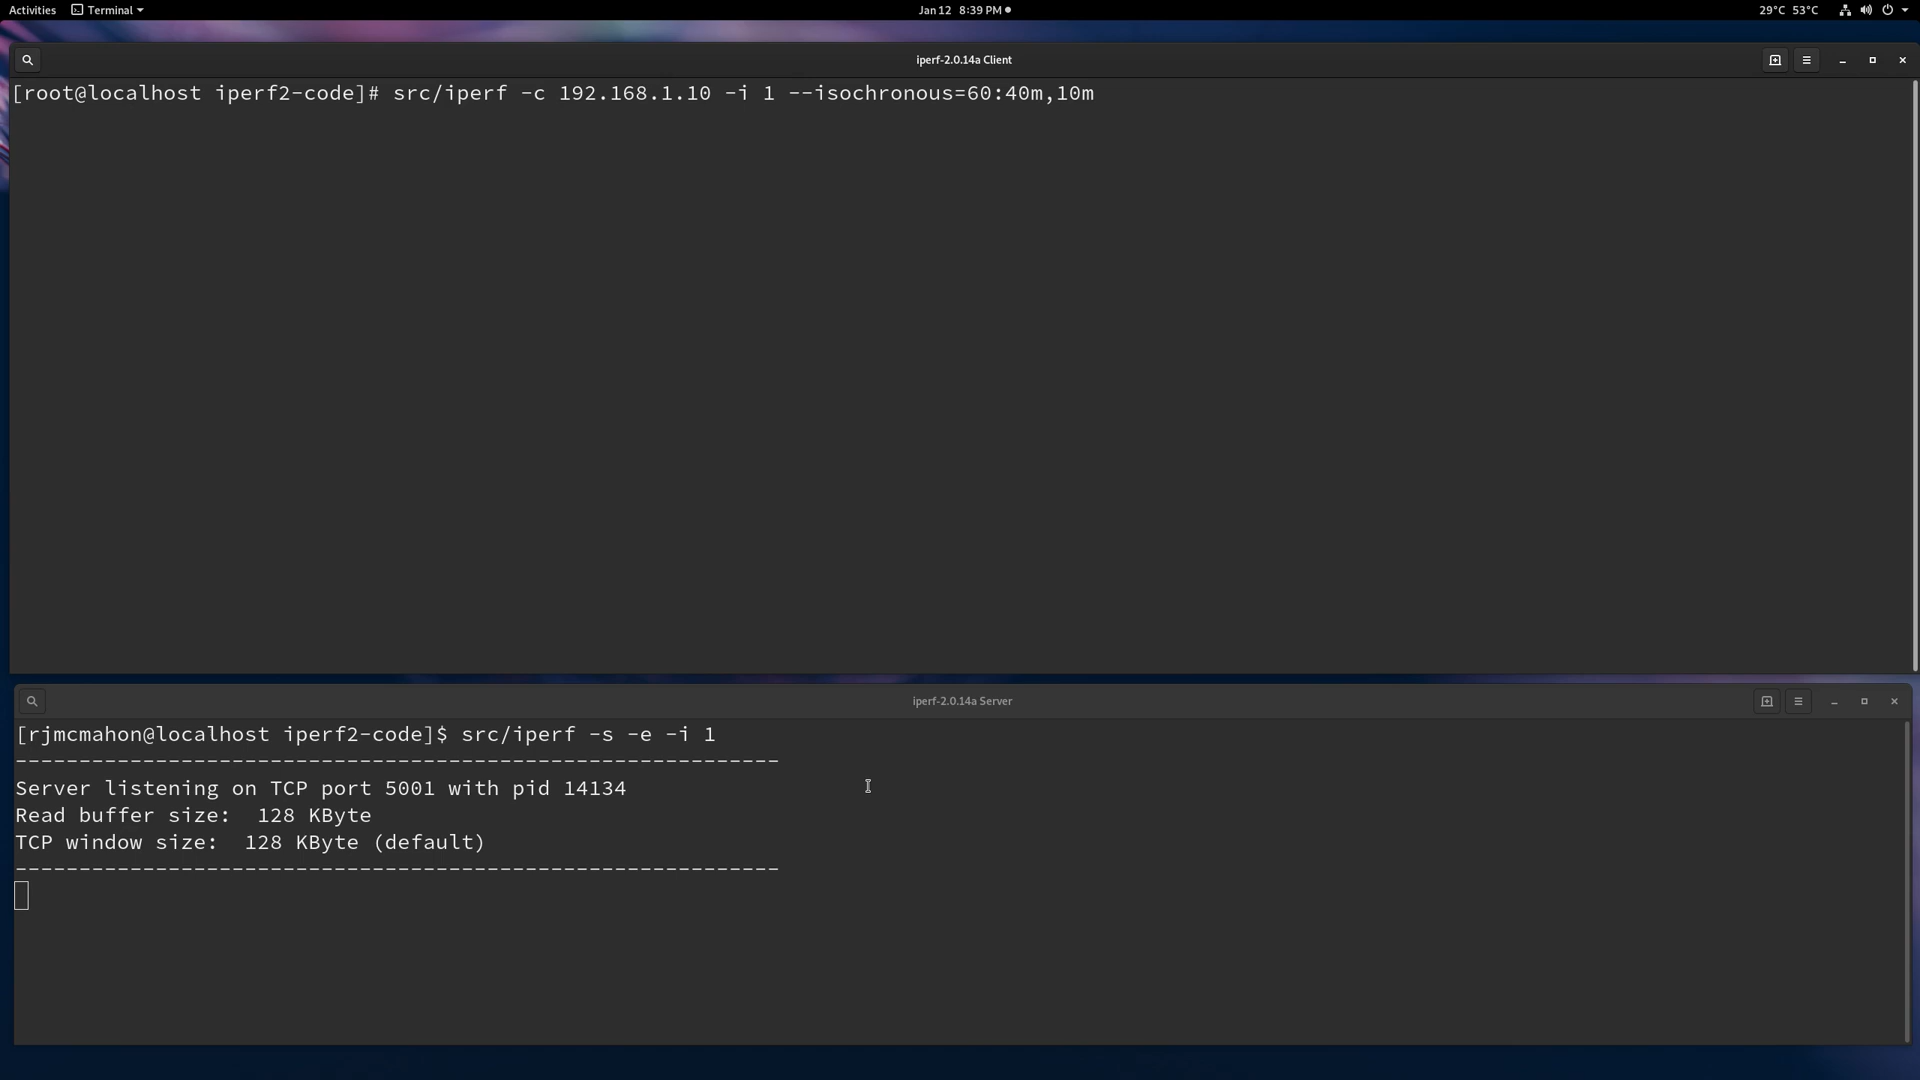 Activities Terminal Jan 12 8:39 PM 29°C 53°C
iperf-2.0.14a Client
[root@localhost iperf2-code]# src/iperf -c 192.168.1.10 -i 1 --isochronous=60:40m,10m
iperf-2.0.14a Server
[rjmcmahon@localhost iperf2-code]$ src/iperf -s -e -i 1
------------------------------------------------------------
Server listening on TCP port 5001 with pid 14134
Read buffer size:  128 KByte
TCP window size:  128 KByte (default)
------------------------------------------------------------